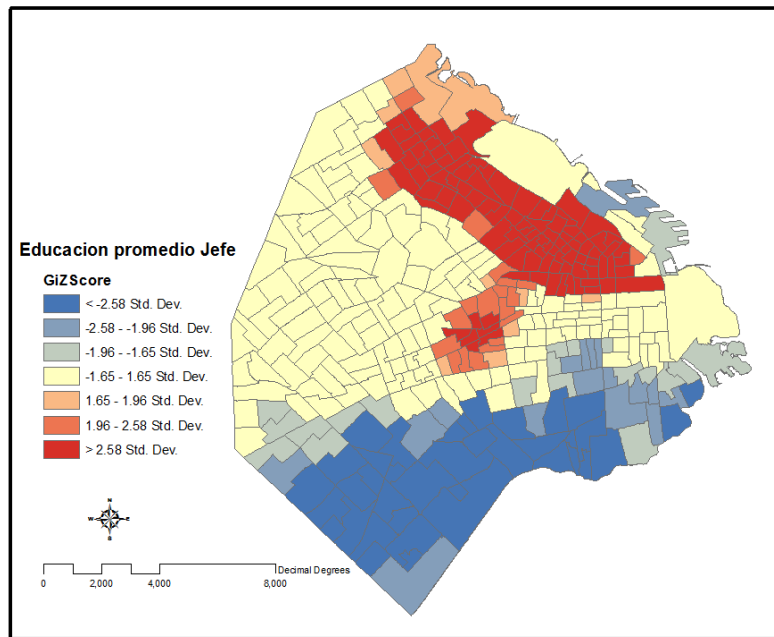 Educacion promedio Jefe
GiZScore
< -2.58 Std. Dev.
-2.58 - -1.96 Std. Dev.
-1.96 - -1.65 Std. Dev.
-1.65 - 1.65 Std. Dev.
1.65 - 1.96 Std. Dev.
1.96 - 2.58 Std. Dev.
> 2.58 Std. Dev.
N
W E
S
Decimal Degrees
0 2,000 4,000 8,000